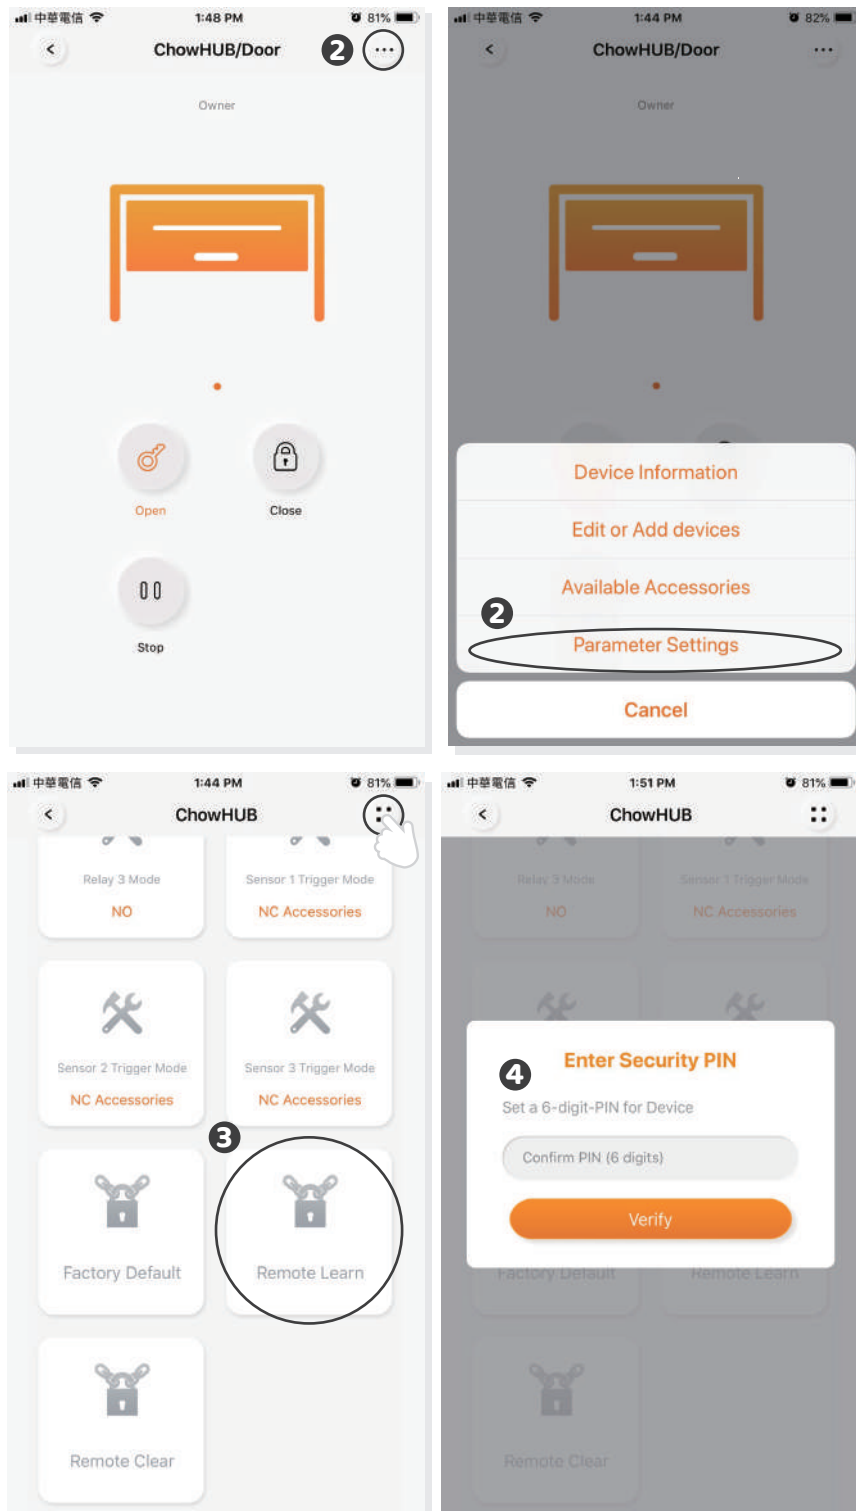 中華電信 1:48 PM 81%
ChowHUB/Door 2 ...
Owner
Open Close
Stop
中華電信 1:44 PM 82%
ChowHUB/Door ...
Owner
Device Information
Edit or Add devices
Available Accessories
2
Parameter Settings
Cancel
中華電信 1:44 PM 81%
ChowHUB
Relay 3 Mode Sensor 1 Trigger Mode
NO NC Accessories
Sensor 2 Trigger Mode Sensor 3 Trigger Mode
NC Accessories NC Accessories
3
Factory Default Remote Learn
Remote Clear
中華電信 1:51 PM 81%
ChowHUB
Relay 3 Mode Sensor 1 Trigger Mode
NO NC Accessories
Enter Security PIN
4
Set a 6-digit-PIN for Device
Confirm PIN (6 digits)
Verify
Factory Default Remote Learn
Remote Clear